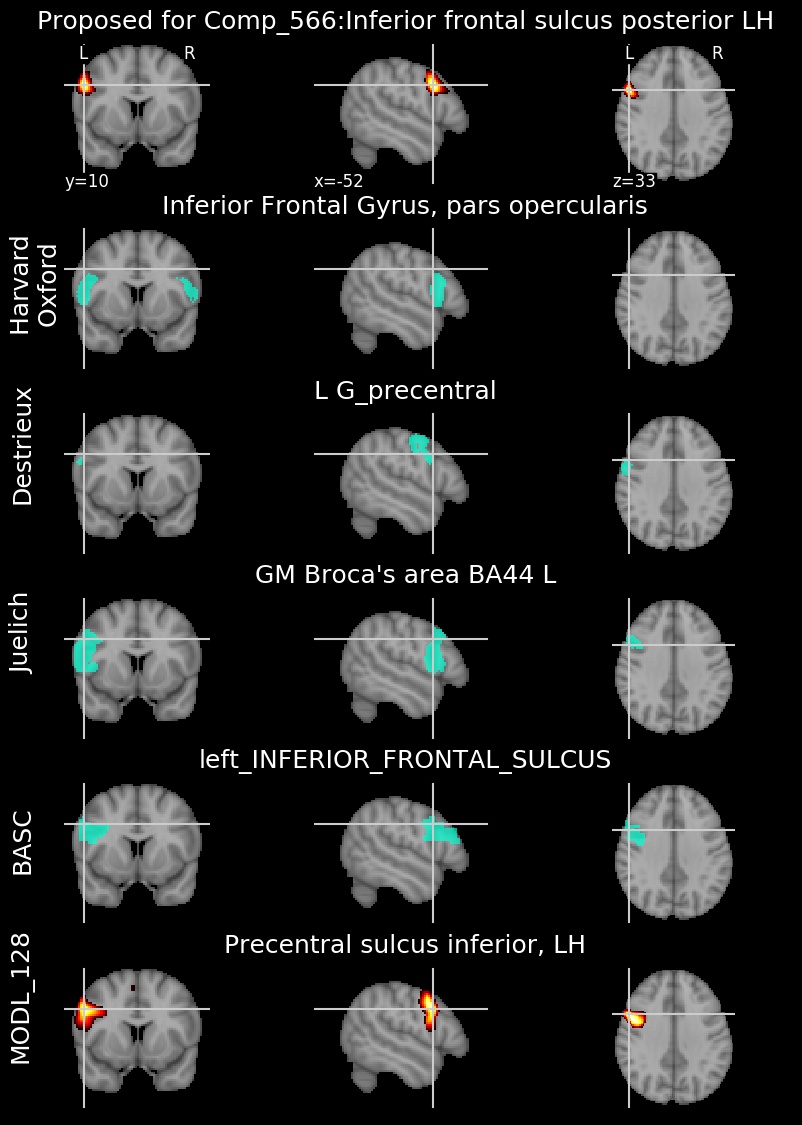 Proposed for Comp_566:Inferior frontal sulcus posterior LH
L R
L R
y=10
x=-52
z=33
Inferior Frontal Gyrus, pars opercularis
Harvard
Oxford
L G_precentral
Destrieux
GM Broca's area BA44 L
Juelich
left_INFERIOR_FRONTAL_SULCUS
BASC
Precentral sulcus inferior, LH
MODL_128